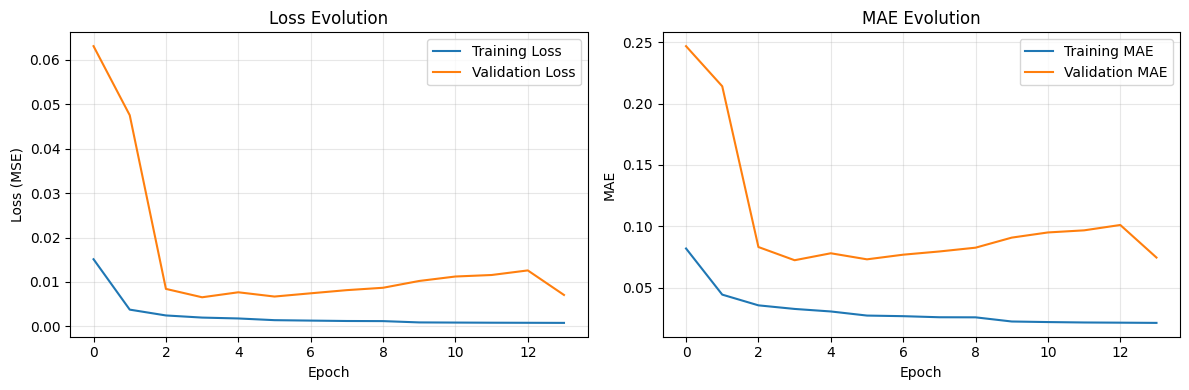 Loss Evolution
Training Loss
Validation Loss
Loss (MSE)
0.06
0.05
0.04
0.03
0.02
0.01
0.00
0 2 4 6 8 10 12
Epoch
MAE Evolution
Training MAE
Validation MAE
MAE
0.25
0.20
0.15
0.10
0.05
0 2 4 6 8 10 12
Epoch